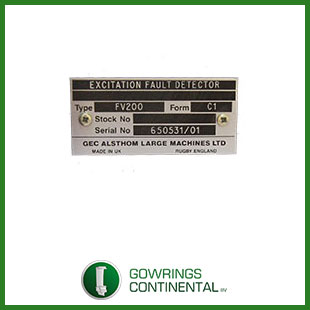 EXCITATION FAULT DETECTOR
Type FV200 Form C1
Stock No
Serial No 650531/01
GEC ALSTHOM LARGE MACHINES LTD
MADE IN UK RUGBY ENGLAND
GOWRINGS
CONTINENTAL BV